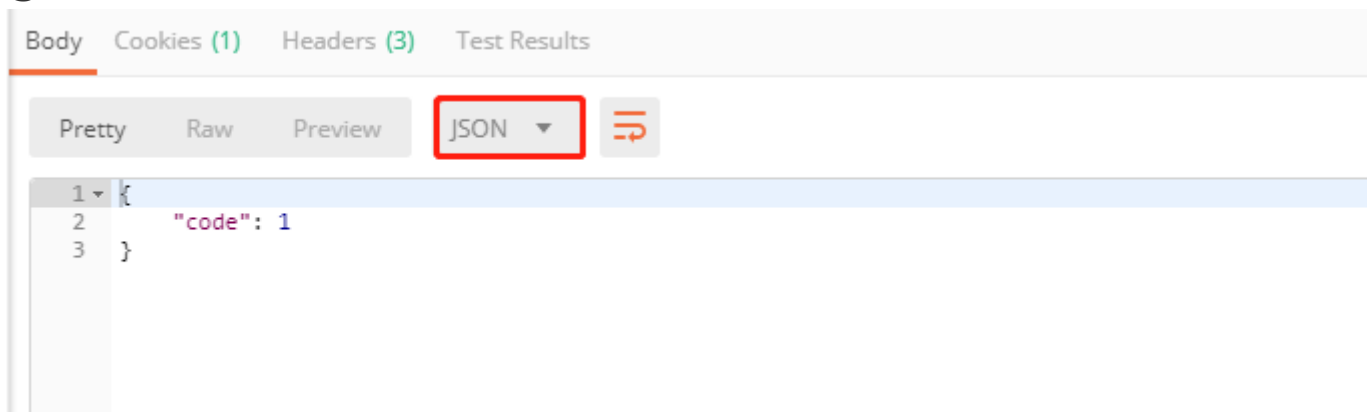 Body Cookies (1) Headers (3) Test Results
Pretty Raw Preview JSON
1 {
2 "code": 1
3 }